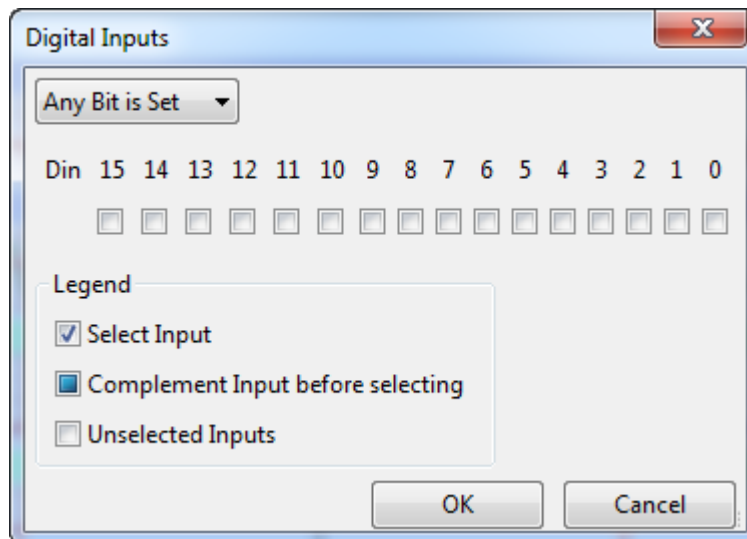 Digital Inputs
Any Bit is Set
Din 15 14 13 12 11 10 9 8 7 6 5 4 3 2 1 0
Legend
Select Input
Complement Input before selecting
Unselected Inputs
OK Cancel